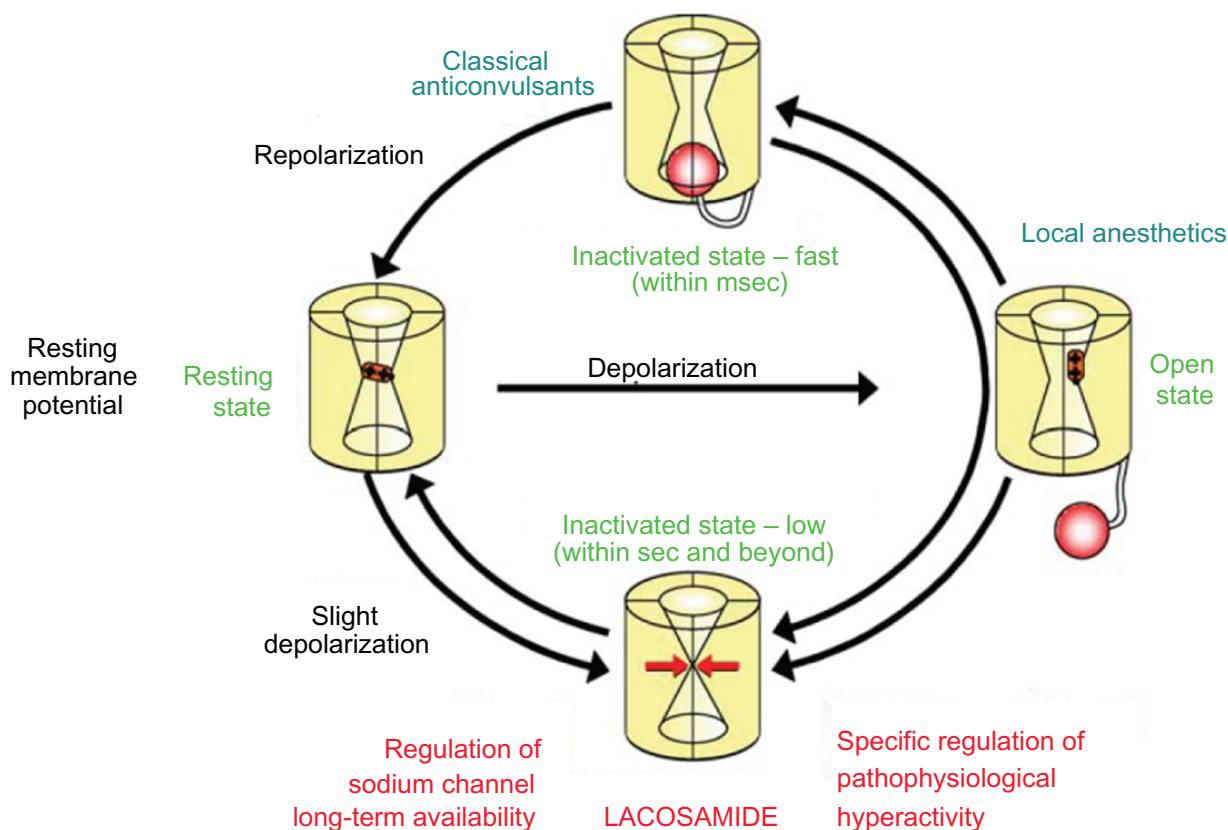 Classical
anticonvulsants
Repolarization
Local anesthetics
Inactivated state – fast
(within msec)
Resting
membrane
potential
Resting
state
Depolarization
Open
state
Inactivated state – low
(within sec and beyond)
Slight
depolarization
Regulation of
sodium channel
long-term availability
LACOSAMIDE
Specific regulation of
pathophysiological
hyperactivity